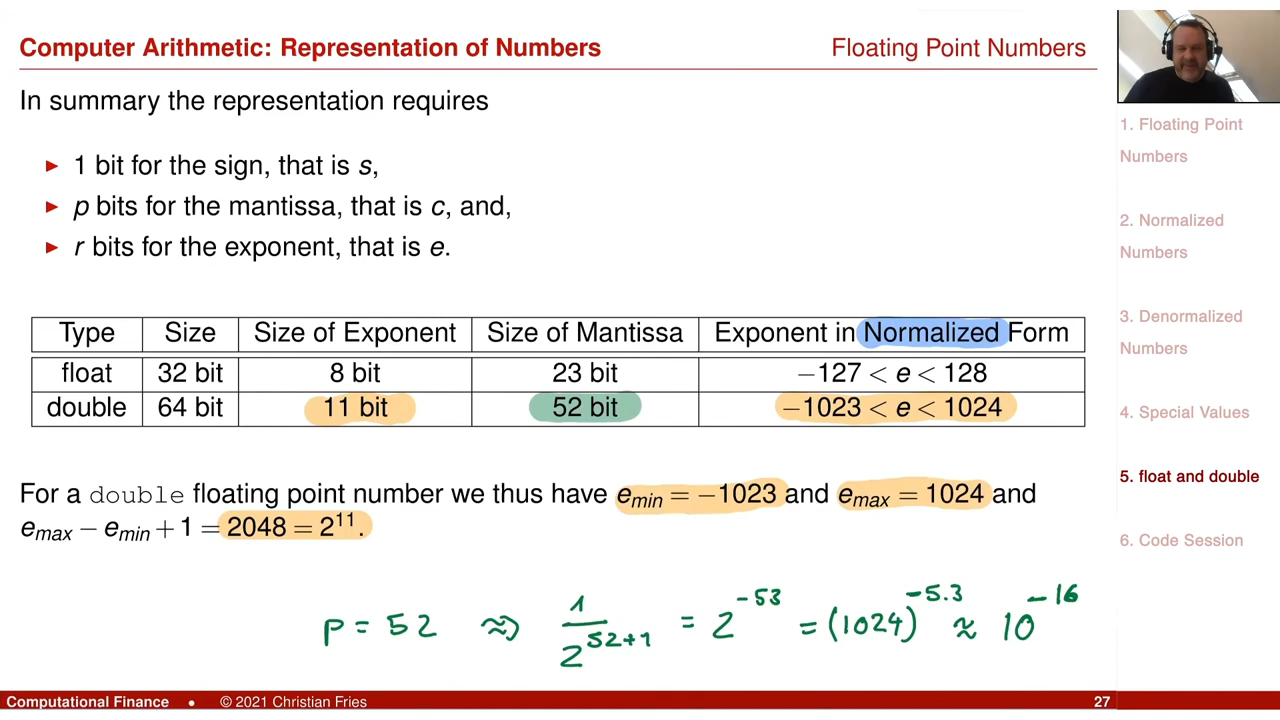 Computer Arithmetic: Representation of Numbers
Floating Point Numbers
In summary the representation requires
► 1 bit for the sign, that is s,
► p bits for the mantissa, that is c, and,
► r bits for the exponent, that is e.
Type Size Size of Exponent Size of Mantissa Exponent in Normalized Form
float 32 bit 8 bit 23 bit −127 < e < 128
double 64 bit 11 bit 52 bit −1023 < e < 1024
For a double floating point number we thus have e_min = −1023 and e_max = 1024 and
e_max − e_min + 1 = 2048 = 2^11.
p = 52 ≈> 1/2^(52+1) = 2^−53 = (1024)^−5.3 ≈ 10^−16
1. Floating Point
Numbers
2. Normalized
Numbers
3. Denormalized
Numbers
4. Special Values
5. float and double
6. Code Session
Computational Finance • © 2021 Christian Fries
27